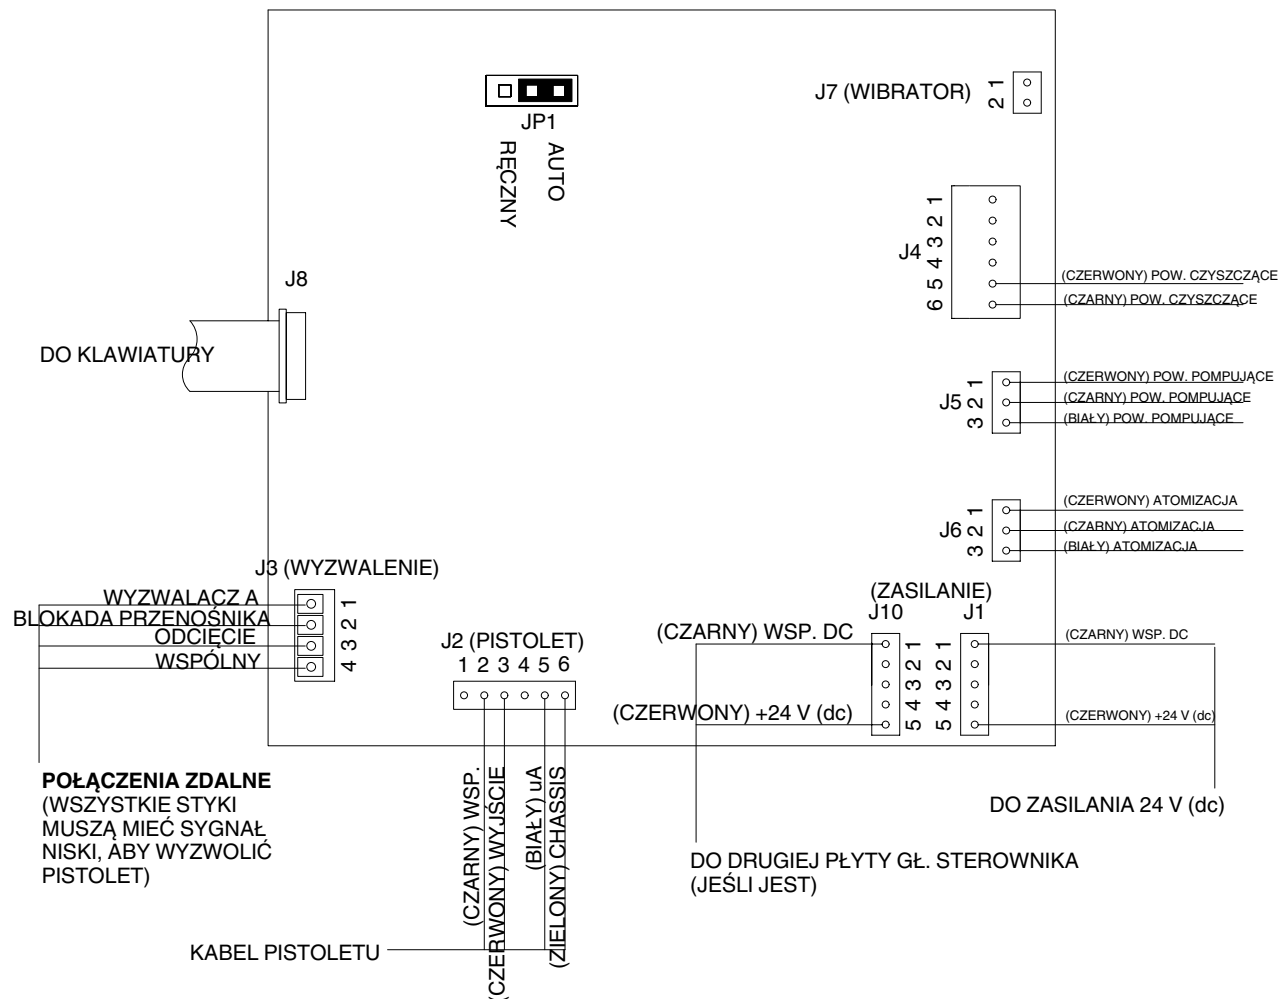 J7 (WIBRATOR)
1
2
JP1
RĘCZNY
AUTO
J4
1
2
3
4
5
6
(CZERWONY) POW. CZYSZCZĄCE
(CZARNY) POW. CZYSZCZĄCE
J8
DO KLAWIATURY
J5
1
2
3
(CZERWONY) POW. POMPUJĄCE
(CZARNY) POW. POMPUJĄCE
(BIAŁY) POW. POMPUJĄCE
J6
1
2
3
(CZERWONY) ATOMIZACJA
(CZARNY) ATOMIZACJA
(BIAŁY) ATOMIZACJA
J3 (WYZWALENIE)
WYZWALACZ A
BLOKADA PRZENOŚNIKA
ODCIĘCIE
WSPÓLNY
1
2
3
4
J2 (PISTOLET)
1 2 3 4 5 6
(ZASILANIE)
J10 J1
(CZARNY) WSP. DC
(CZERWONY) +24 V (dc)
1
2
3
4
5
1
2
3
4
5
(CZARNY) WSP. DC
(CZERWONY) +24 V (dc)
POŁĄCZENIA ZDALNE
(WSZYSTKIE STYKI
MUSZĄ MIEĆ SYGNAŁ
NISKI, ABY WYZWOLIĆ
PISTOLET)
(CZARNY) WSP.
(CZERWONY) WYJŚCIE
(BIAŁY) uA
(ZIELONY) CHASSIS
KABEL PISTOLETU
DO ZASILANIA 24 V (dc)
DO DRUGIEJ PŁYTY GŁ. STEROWNIKA
(JEŚLI JEST)